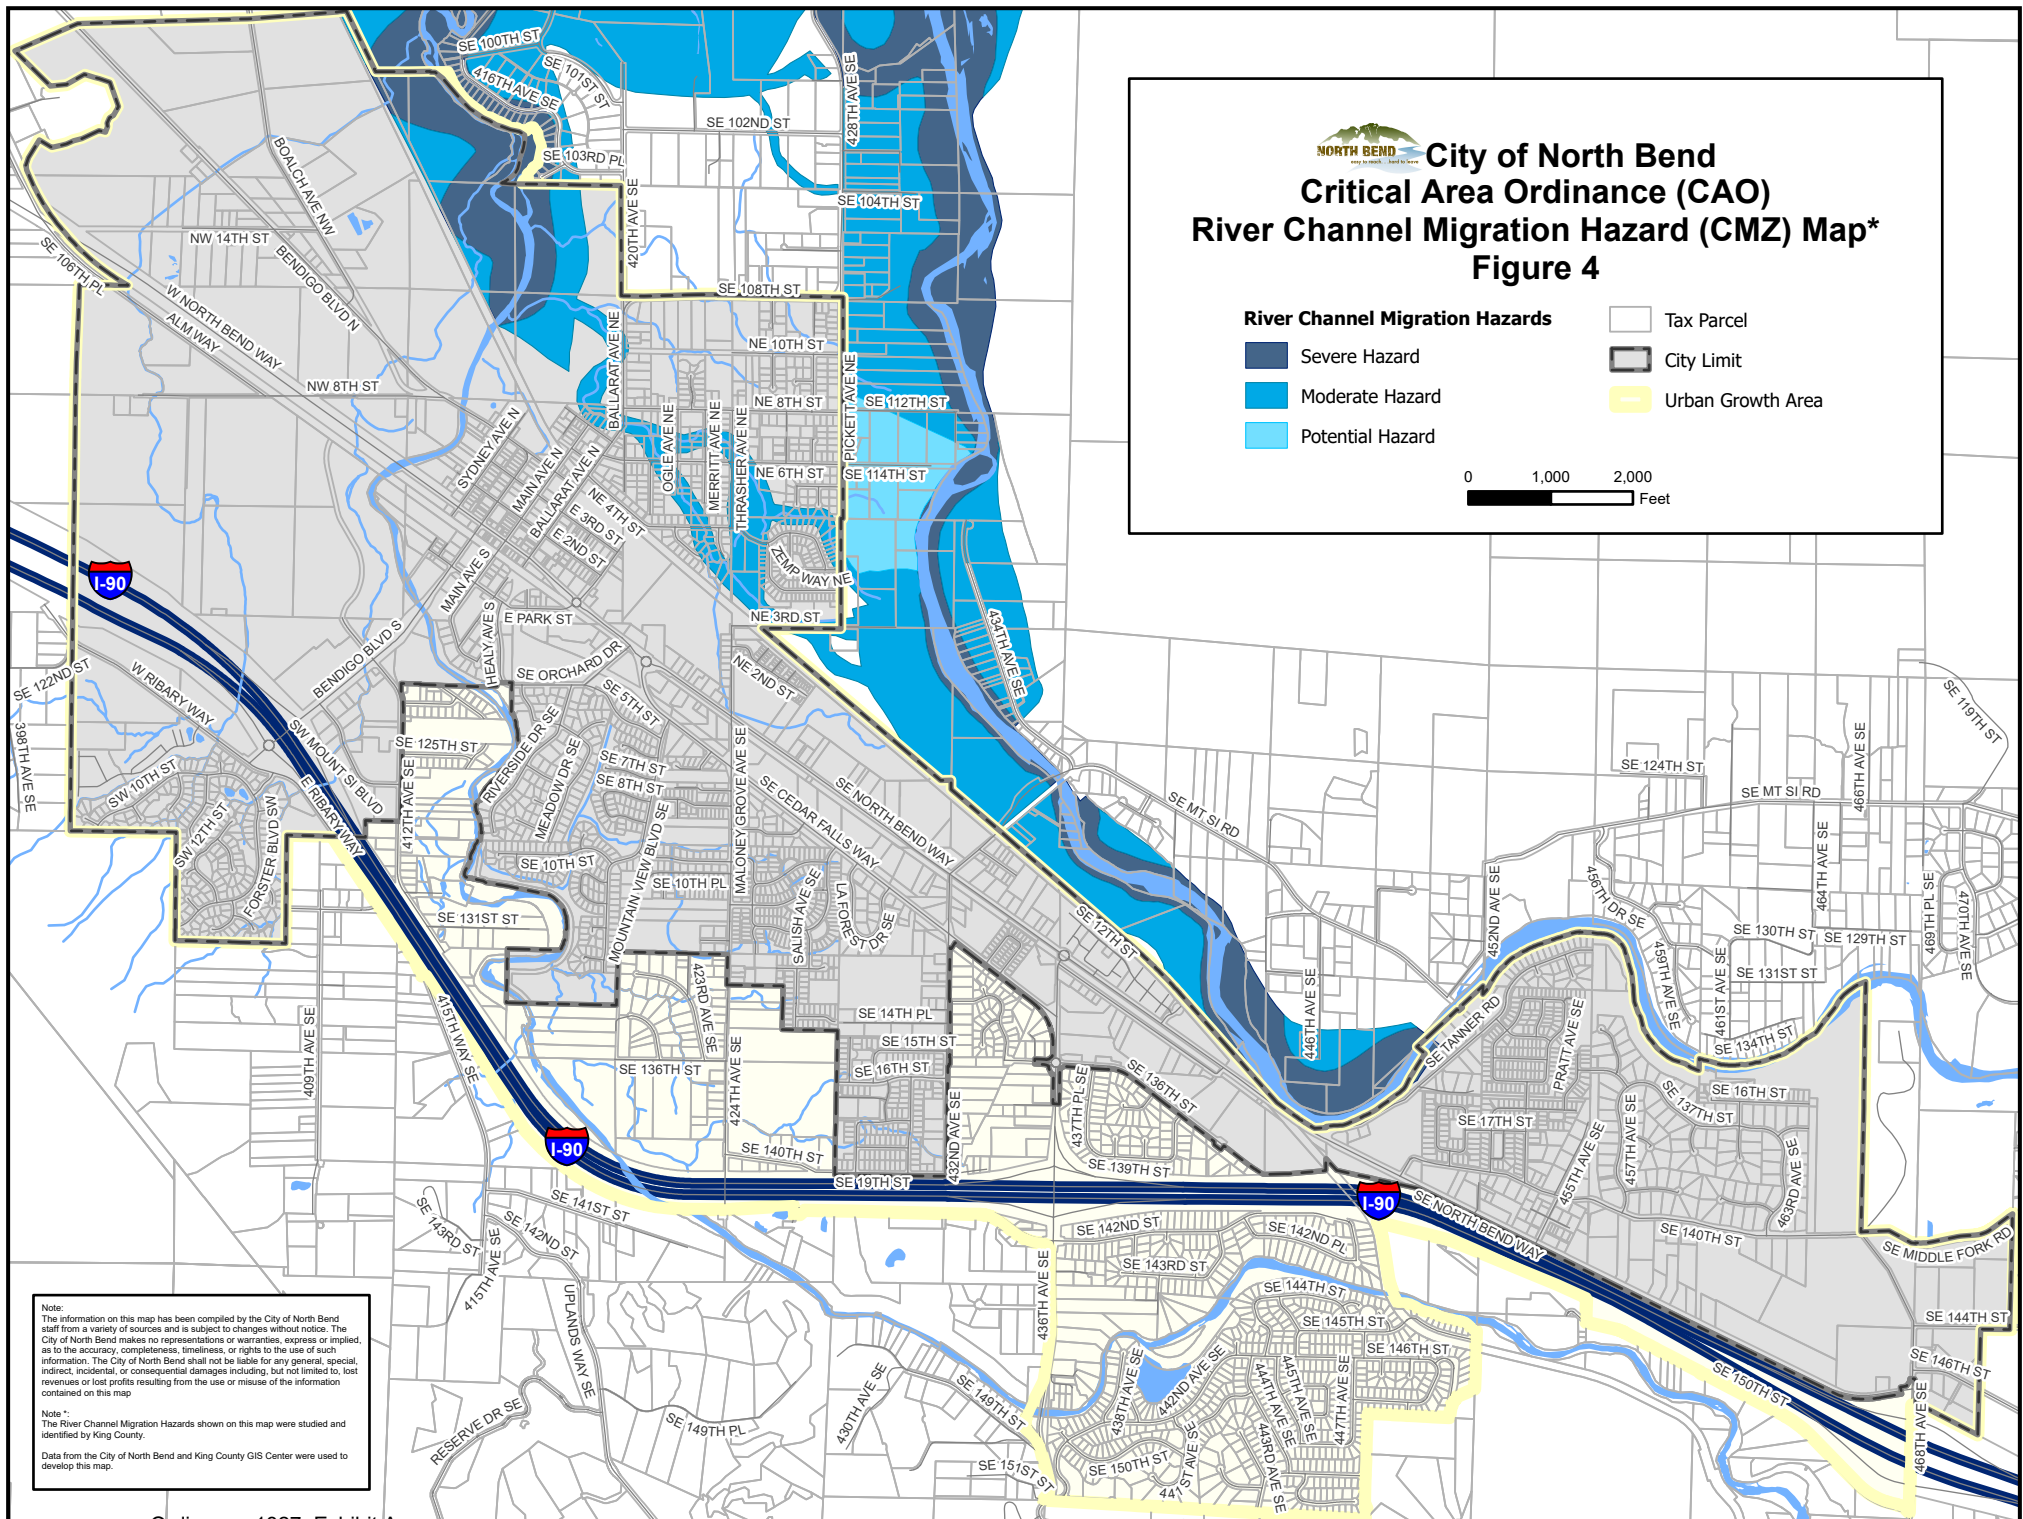 NORTH BEND
easy to reach... hard to leave
City of North Bend
Critical Area Ordinance (CAO)
River Channel Migration Hazard (CMZ) Map*
Figure 4
River Channel Migration Hazards
Severe Hazard
Moderate Hazard
Potential Hazard
Tax Parcel
City Limit
Urban Growth Area
0 1,000 2,000
Feet
SE 100TH ST
SE 101ST ST
416TH AVE SE
SE 102ND ST
428TH AVE SE
SE 103RD PL
420TH AVE SE
SE 104TH ST
BOALCH AVE NW
NW 14TH ST
BENDIGO BLVD N
SE 106TH PL
W NORTH BEND WAY
ALM WAY
SE 108TH ST
BALLARAT AVE NE
NE 10TH ST
PICKETT AVE NE
NW 8TH ST
NE 8TH ST
SE 112TH ST
OGLE AVE NE
MERRITT AVE NE
THRASHER AVE NE
SYDNEY AVE N
MAIN AVE N
BALLARAT AVE N
NE 6TH ST
SE 114TH ST
NE 4TH ST
E 3RD ST
E 2ND ST
ZEMP WAY NE
I-90
MAIN AVE S
HEALY AVE S
E PARK ST
NE 3RD ST
434TH AVE SE
BENDIGO BLVD S
SE ORCHARD DR
NE 2ND ST
SE 122ND ST
W RIBARY WAY
398TH AVE SE
SW MOUNT SI BLVD
SE 125TH ST
412TH AVE SE
RIVERSIDE DR SE
MEADOW DR SE
SE 5TH ST
SE 7TH ST
SE 8TH ST
MALONEY GROVE AVE SE
SE CEDAR FALLS WAY
SE NORTH BEND WAY
SE MT SI RD
SE 119TH ST
SE 124TH ST
SE MT SI RD
466TH AVE SE
SW 10TH ST
SW 12TH ST
FORSTER BLVD SW
E RIBARY WAY
SE 10TH ST
MOUNTAIN VIEW BLVD SE
SE 10TH PL
SALISH AVE SE
LA FOREST DR SE
SE 12TH ST
SE 131ST ST
452ND AVE SE
456TH DR SE
464TH AVE SE
469TH PL SE
470TH AVE SE
459TH AVE SE
SE 130TH ST
SE 129TH ST
461ST AVE SE
SE 131ST ST
SE 134TH ST
446TH AVE SE
SE TANNER RD
PRATT AVE SE
409TH AVE SE
415TH WAY SE
423RD AVE SE
SE 136TH ST
424TH AVE SE
SE 14TH PL
SE 15TH ST
SE 16TH ST
432ND AVE SE
437TH PL SE
SE 136TH ST
SE 139TH ST
SE 140TH ST
SE 19TH ST
I-90
I-90
SE 17TH ST
SE 16TH ST
SE 137TH ST
455TH AVE SE
457TH AVE SE
463RD AVE SE
SE 140TH ST
SE NORTH BEND WAY
SE MIDDLE FORK RD
SE 141ST ST
SE 142ND ST
SE 143RD ST
415TH AVE SE
UPLANDS WAY SE
SE 142ND ST
SE 142ND PL
SE 143RD ST
436TH AVE SE
SE 144TH ST
SE 145TH ST
SE 146TH ST
438TH AVE SE
442ND AVE SE
444TH AVE SE
445TH AVE SE
447TH AVE SE
443RD AVE SE
441ST AVE SE
SE 150TH ST
SE 151ST ST
SE 149TH ST
430TH AVE SE
SE 149TH PL
RESERVE DR SE
SE 144TH ST
SE 146TH ST
SE 150TH ST
468TH AVE SE
Note:
The information on this map has been compiled by the City of North Bend
staff from a variety of sources and is subject to changes without notice. The
City of North Bend makes no representations or warranties, express or implied,
as to the accuracy, completeness, timeliness, or rights to the use of such
information. The City of North Bend shall not be liable for any general, special,
indirect, incidental, or consequential damages including, but not limited to, lost
revenues or lost profits resulting from the use or misuse of the information
contained on this map
Note *:
The River Channel Migration Hazards shown on this map were studied and
identified by King County.
Data from the City of North Bend and King County GIS Center were used to
develop this map.